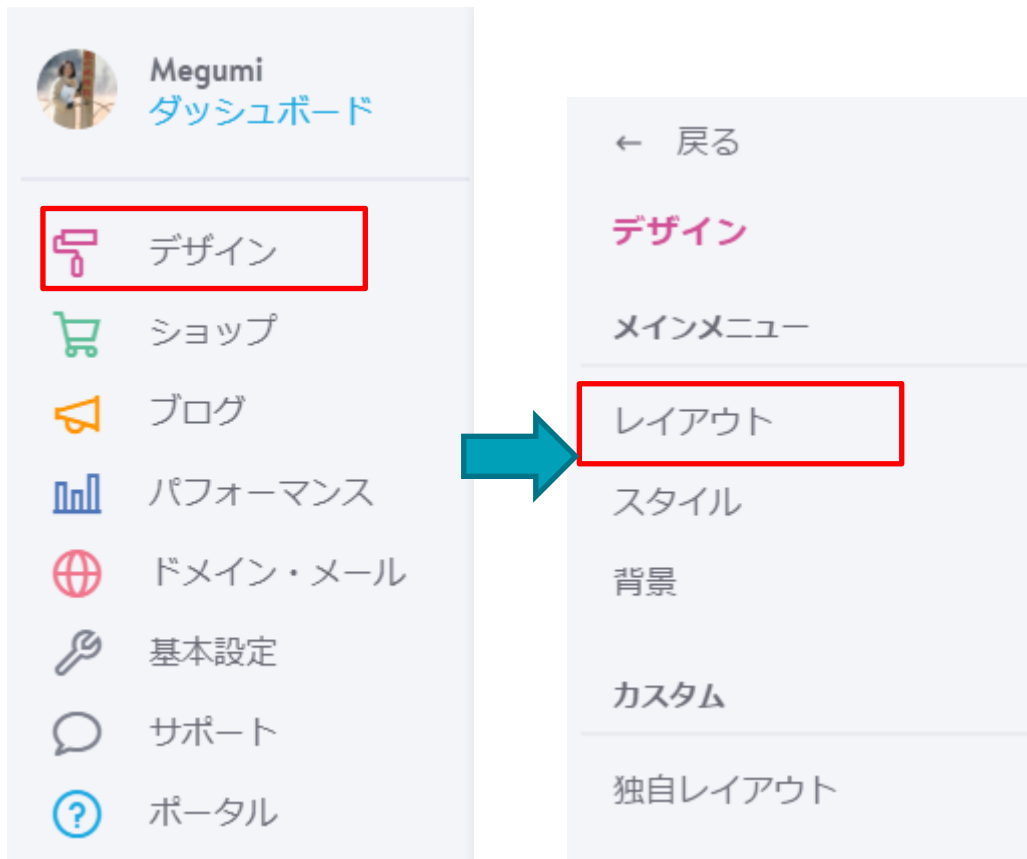 Megumi
ダッシュボード
デザイン
ショップ
ブログ
パフォーマンス
ドメイン・メール
基本設定
サポート
ポータル
← 戻る
デザイン
メインメニュー
レイアウト
スタイル
背景
カスタム
独自レイアウト